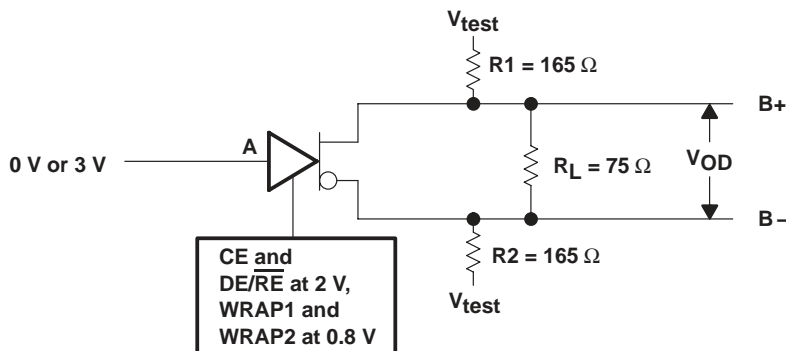 Vtest
R1 = 165 Ω
B+
A
0 V or 3 V
RL = 75 Ω
VOD
B−
CE and
DE/R̅E̅ at 2 V,
WRAP1 and
WRAP2 at 0.8 V
R2 = 165 Ω
Vtest